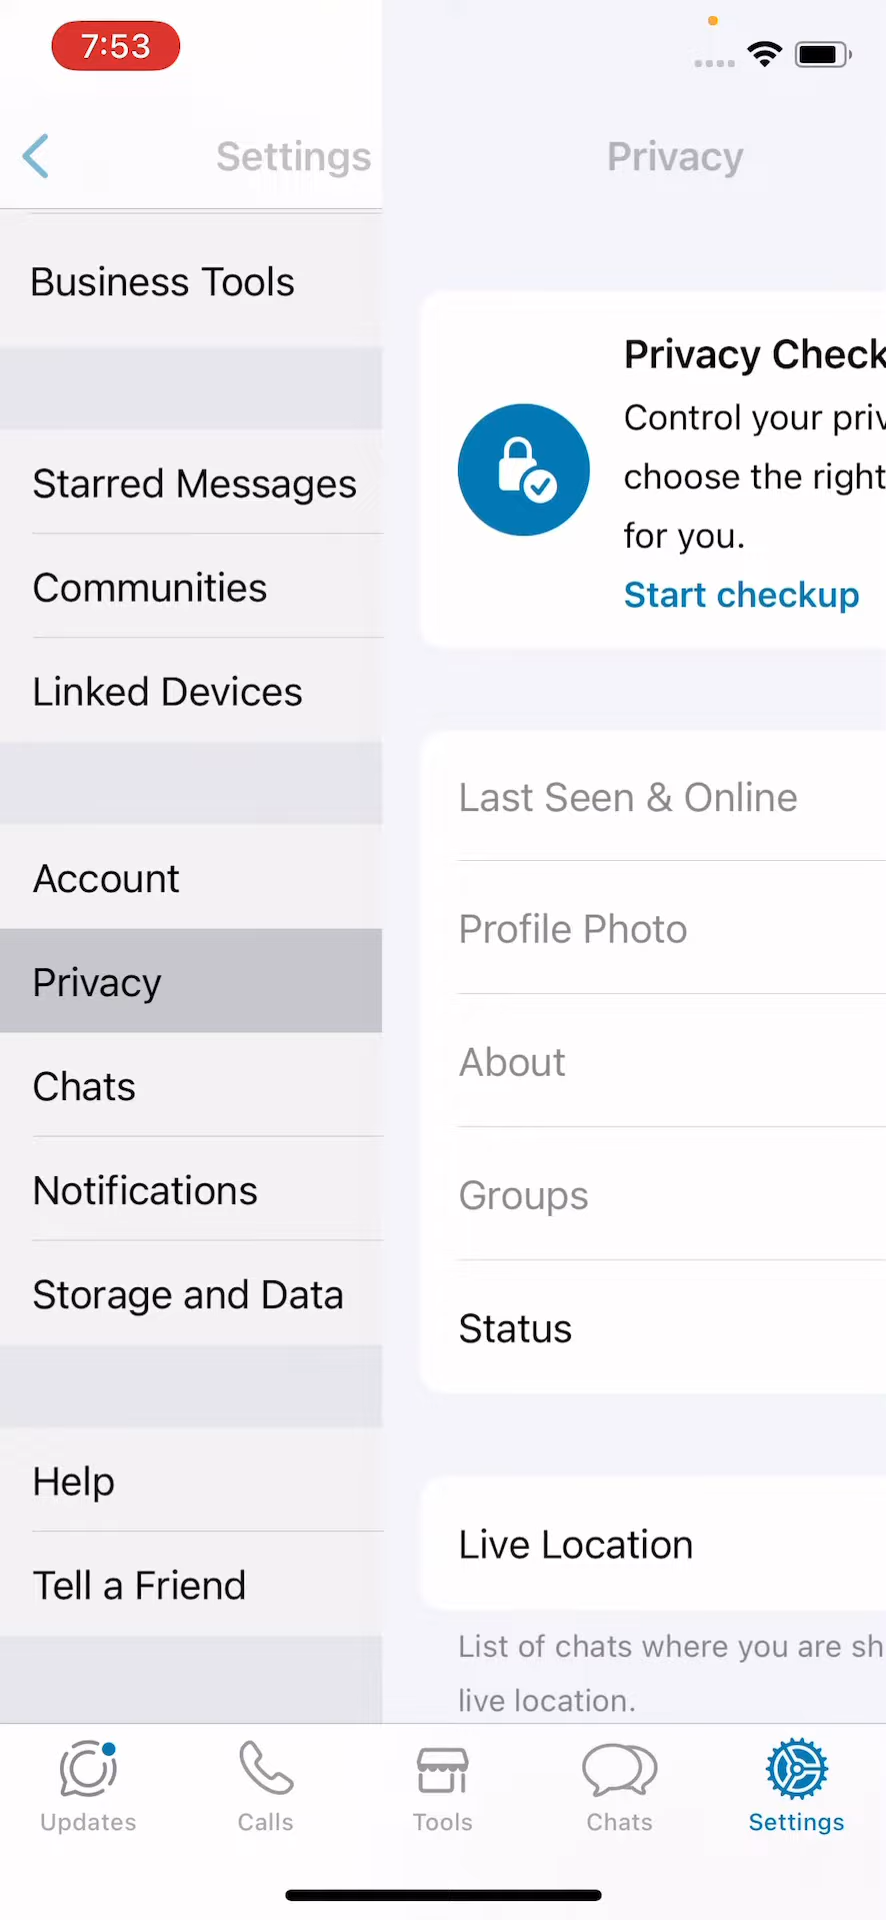 7:53
Settings
Privacy
Business Tools
Starred Messages
Communities
Linked Devices
Account
Privacy
Chats
Notifications
Storage and Data
Help
Tell a Friend
Privacy Check
Control your priv
choose the right
for you.
Start checkup
Last Seen & Online
Profile Photo
About
Groups
Status
Live Location
List of chats where you are sh
live location.
Updates
Calls
Tools
Chats
Settings